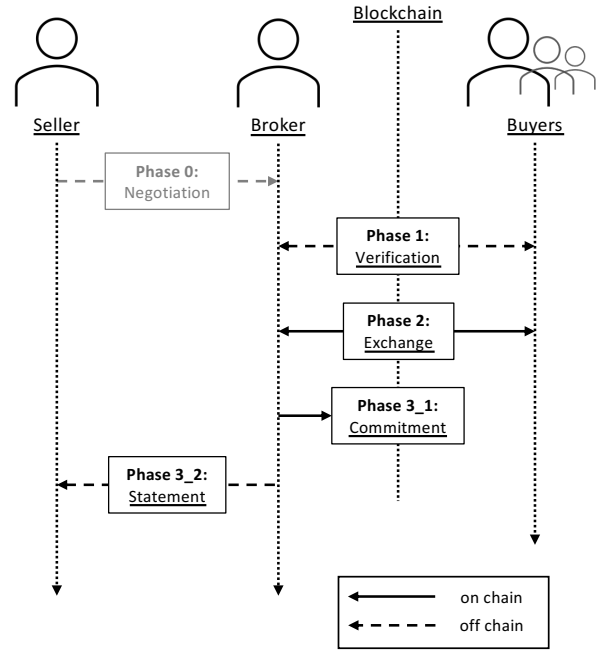 Blockchain
Seller
Broker
Buyers
Phase 0:
Negotiation
Phase 1:
Verification
Phase 2:
Exchange
Phase 3_1:
Commitment
Phase 3_2:
Statement
on chain
off chain